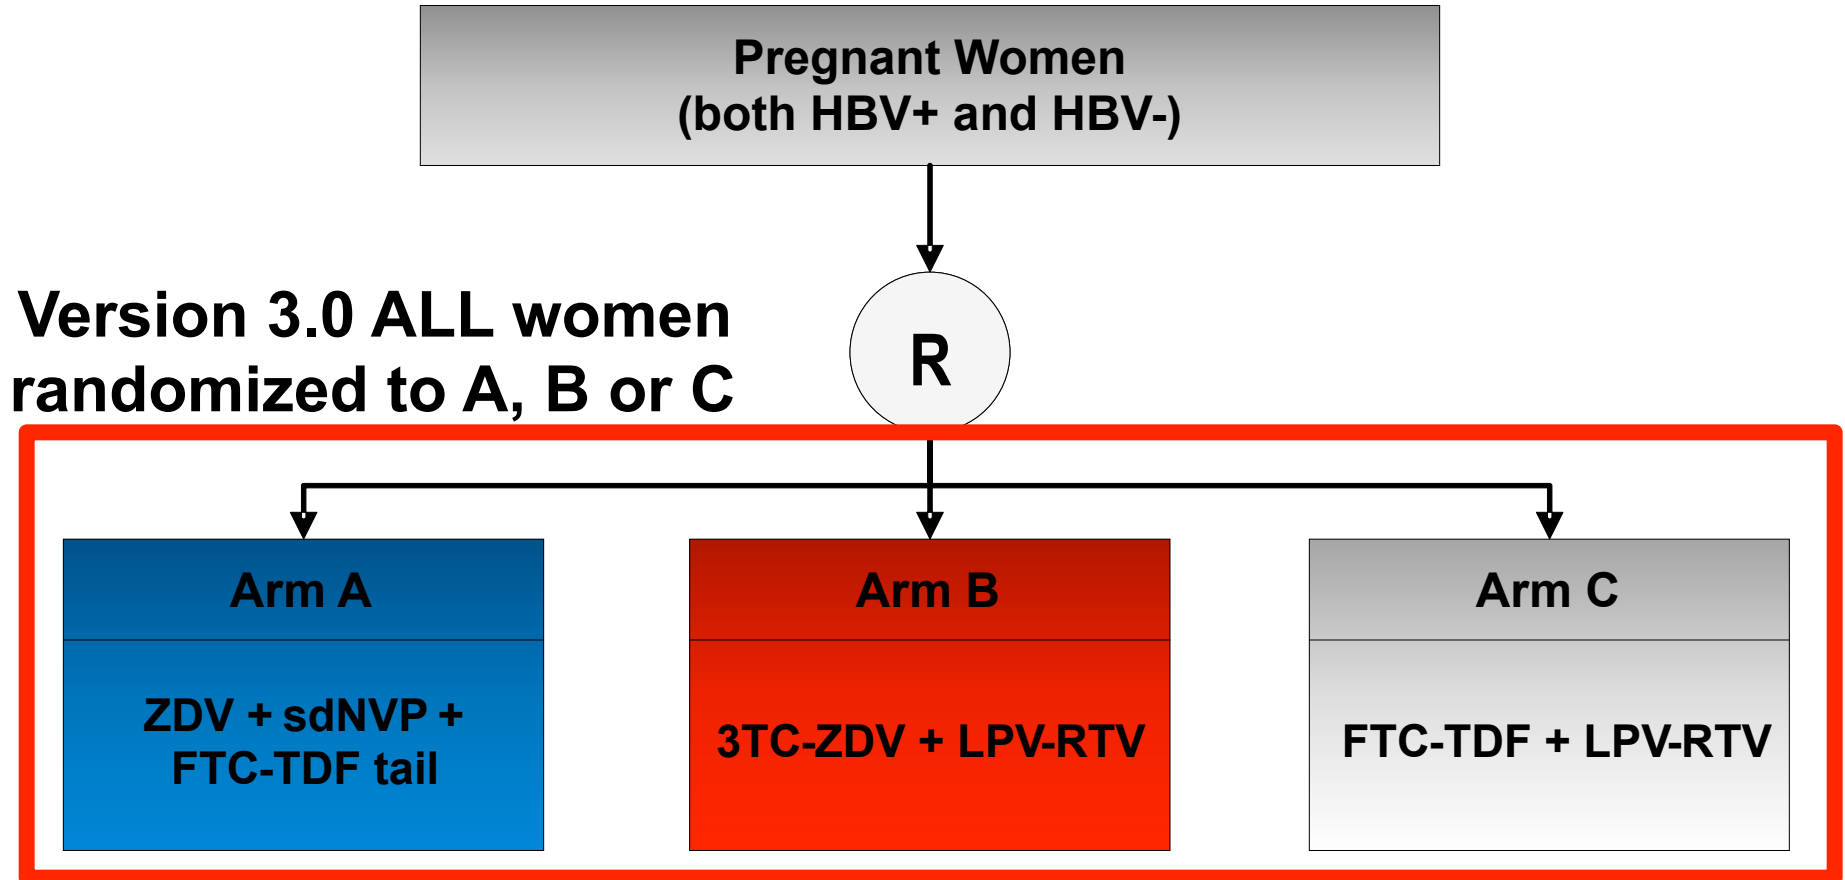 Pregnant Women
(both HBV+ and HBV-)
Version 3.0 ALL women
randomized to A, B or C
R
Arm A
ZDV + sdNVP +
FTC-TDF tail
Arm B
3TC-ZDV + LPV-RTV
Arm C
FTC-TDF + LPV-RTV